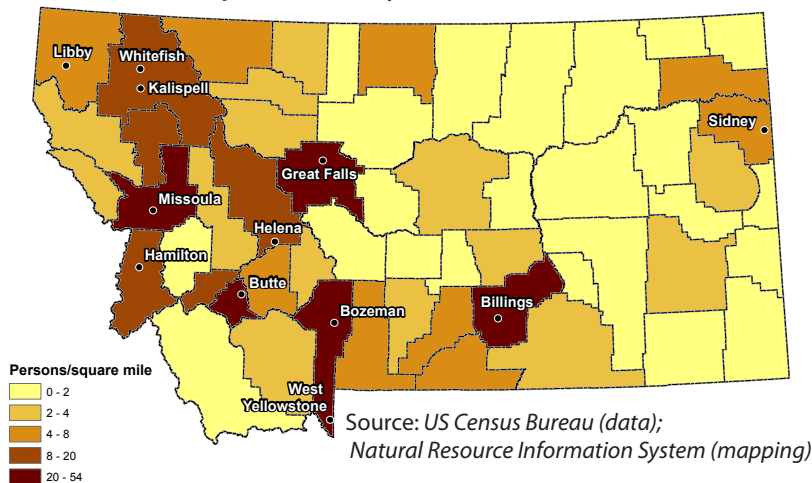 Libby
Whitefish
Kalispell
Sidney
Great Falls
Missoula
Helena
Hamilton
Butte
Bozeman
Billings
West
Yellowstone
Persons/square mile
0 - 2
2 - 4
4 - 8
8 - 20
20 - 54
Source: US Census Bureau (data);
Natural Resource Information System (mapping)